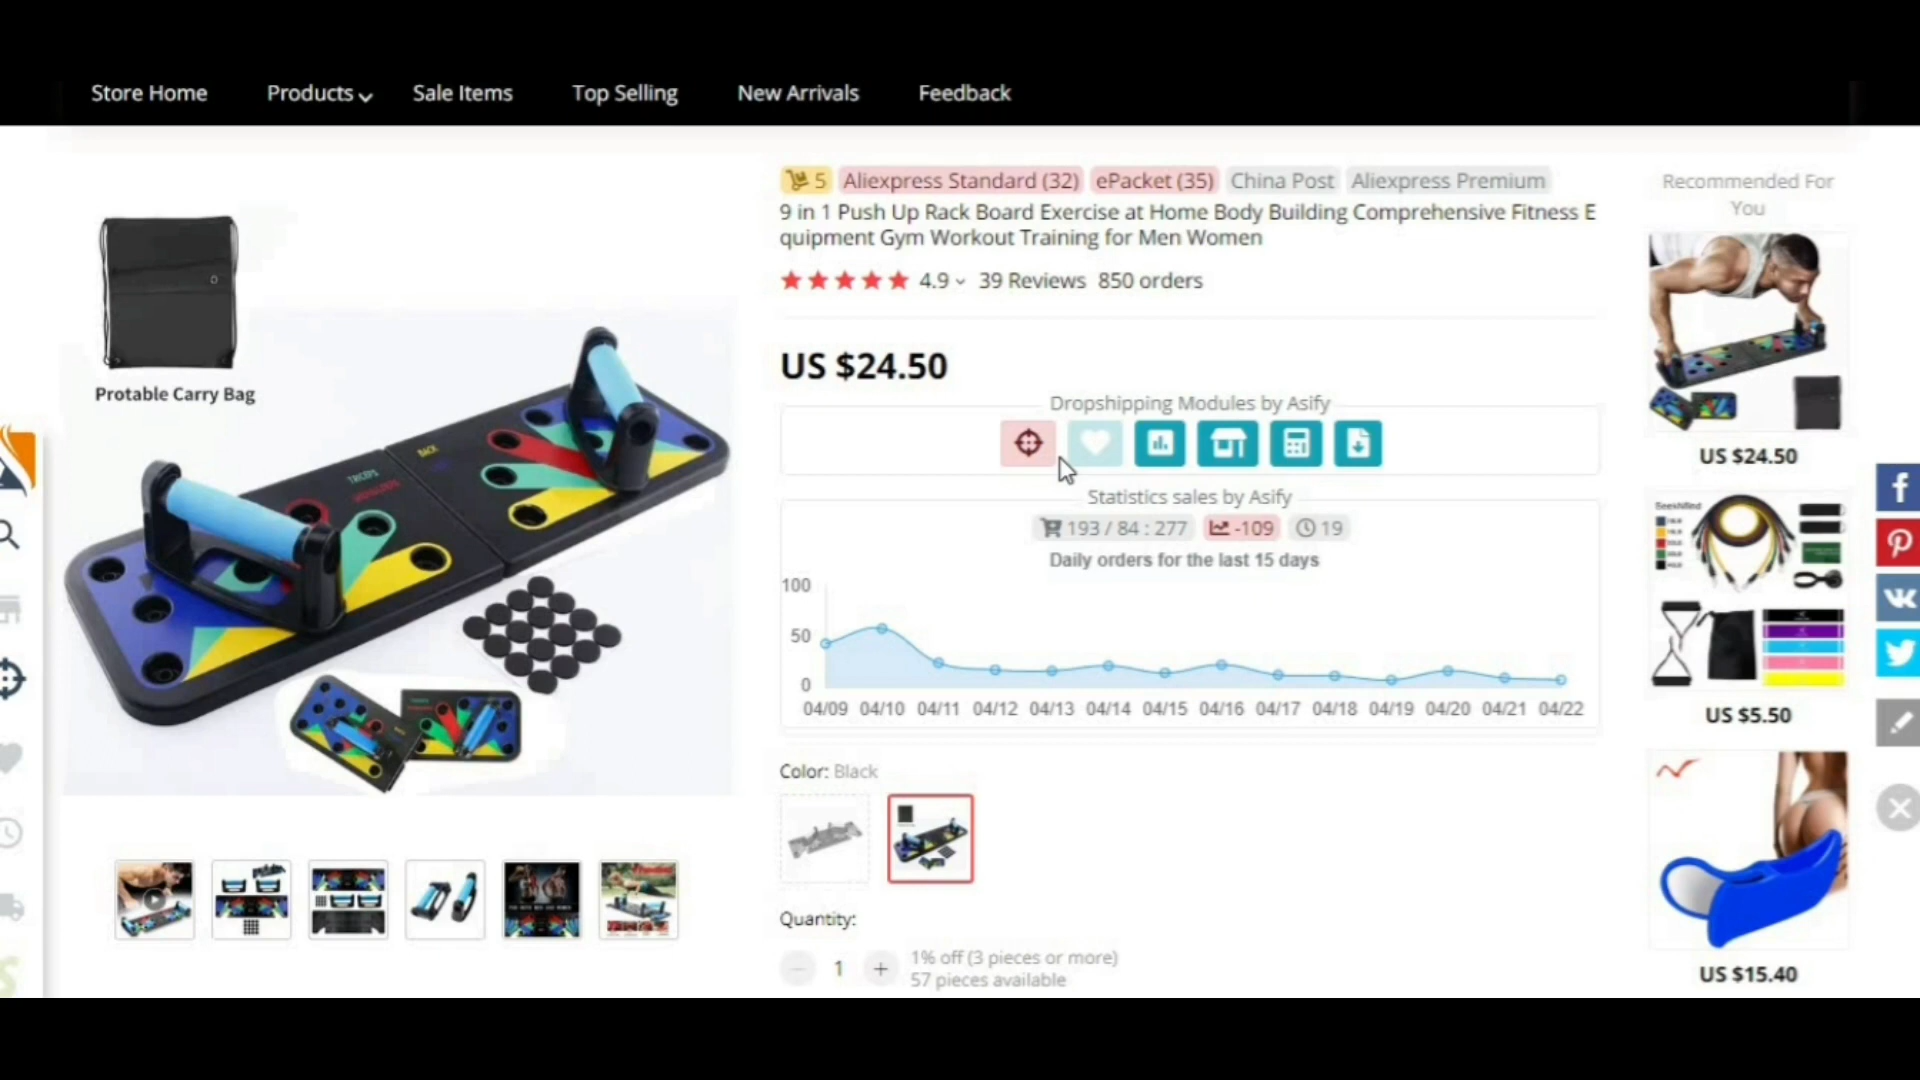 Store Home Products Sale Items Top Selling New Arrivals Feedback
5 Aliexpress Standard (32) ePacket (35) China Post Aliexpress Premium
9 in 1 Push Up Rack Board Exercise at Home Body Building Comprehensive Fitness E
quipment Gym Workout Training for Men Women
4.9 39 Reviews 850 orders
US $24.50
Dropshipping Modules by Asify
Statistics sales by Asify
193 / 84 : 277 -109 19
Daily orders for the last 15 days
100
50
0
04/09 04/10 04/11 04/12 04/13 04/14 04/15 04/16 04/17 04/18 04/19 04/20 04/21 04/22
Color: Black
Quantity:
1
1% off (3 pieces or more)
57 pieces available
Protable Carry Bag
TRICEPS
BACK
Recommended For
You
US $24.50
US $5.50
US $15.40